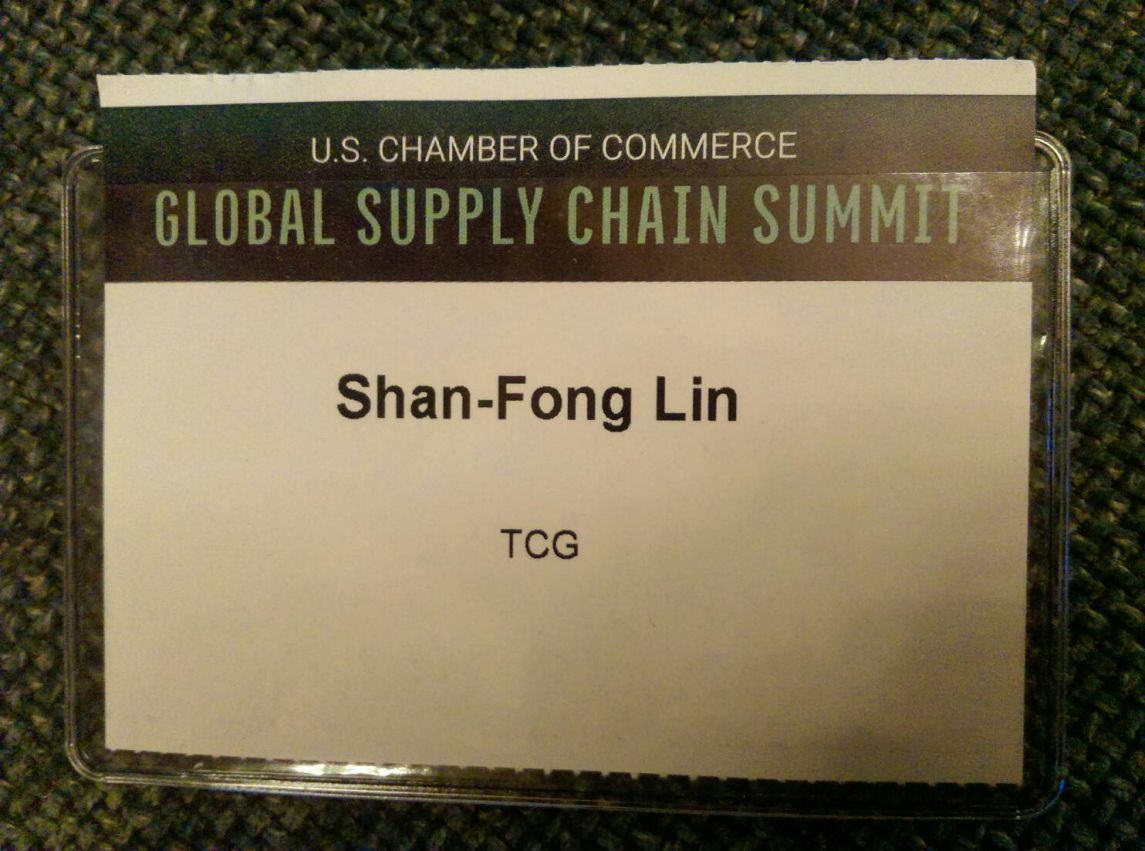 U.S. CHAMBER OF COMMERCE
GLOBAL SUPPLY CHAIN SUMMIT
Shan-Fong Lin
TCG